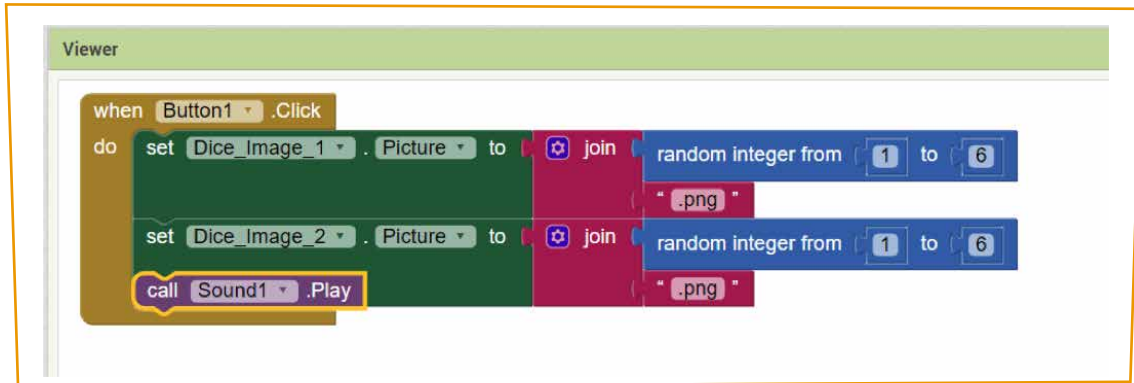 Viewer
when Button1 .Click
do set Dice_Image_1 . Picture to join random integer from 1 to 6
" .png "
set Dice_Image_2 . Picture to join random integer from 1 to 6
call Sound1 .Play " .png "